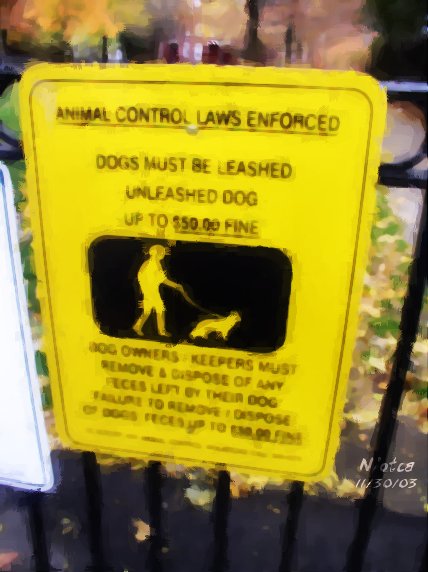 ANIMAL CONTROL LAWS ENFORCED
DOGS MUST BE LEASHED
UNLEASHED DOG
UP TO $50.00 FINE
DOG OWNERS / KEEPERS MUST
REMOVE & DISPOSE OF ANY
FECES LEFT BY THEIR DOG
FAILURE TO REMOVE / DISPOSE
OF DOGS FECES UP TO $50.00 FINE
11/30/03